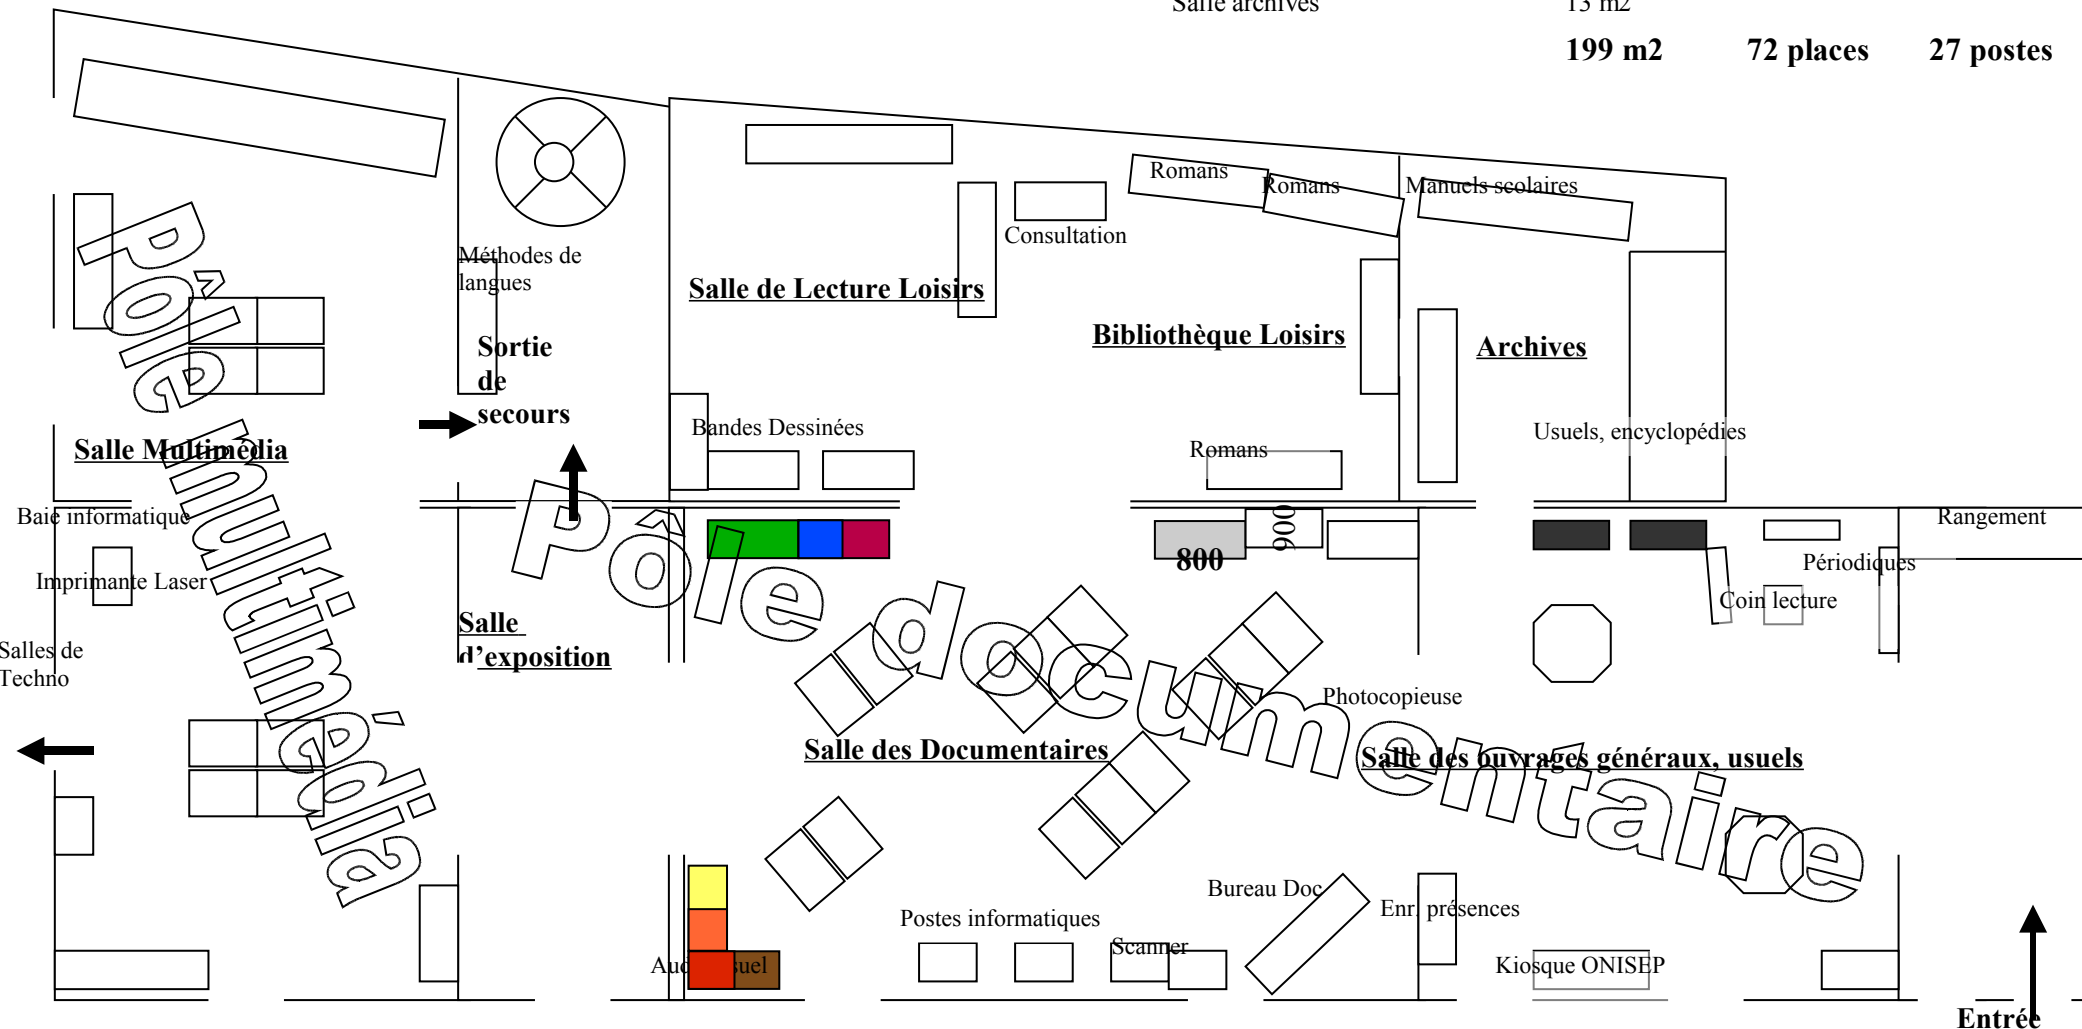 Salle archives 13 m2
199 m2 72 places 27 postes
Romans
Romans
Manuels scolaires
Consultation
Méthodes de
langues
Salle de Lecture Loisirs
Bibliothèque Loisirs
Archives
Sortie
de
secours
Bandes Dessinées
Romans
Usuels, encyclopédies
Salle Multimédia
Pôle multimédia
Baie informatique
Imprimante Laser
Salles de
Techno
Salle
d’exposition
Pôle documentaire
800
900
Rangement
Périodiques
Coin lecture
Photocopieuse
Salle des Documentaires
Salle des ouvrages généraux, usuels
Bureau Doc
Enr. présences
Postes informatiques
Scanner
Kiosque ONISEP
Entrée